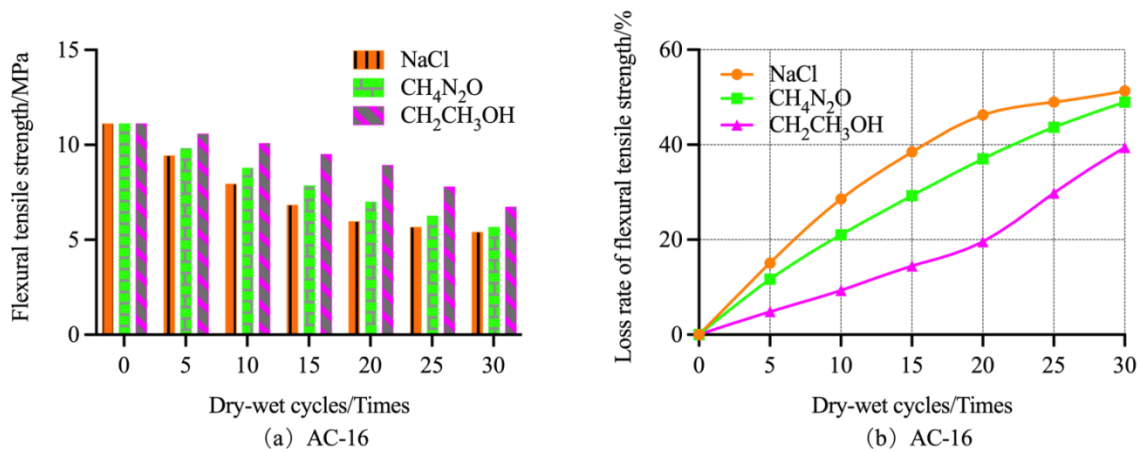 Flexural tensile strength/MPa
15
10
5
0
NaCl
CH₄N₂O
CH₂CH₃OH
0 5 10 15 20 25 30
Dry-wet cycles/Times
（a）AC-16
Loss rate of flexural tensile strength/%
60
40
20
0
NaCl
CH₄N₂O
CH₂CH₃OH
0 5 10 15 20 25 30
Dry-wet cycles/Times
（b）AC-16